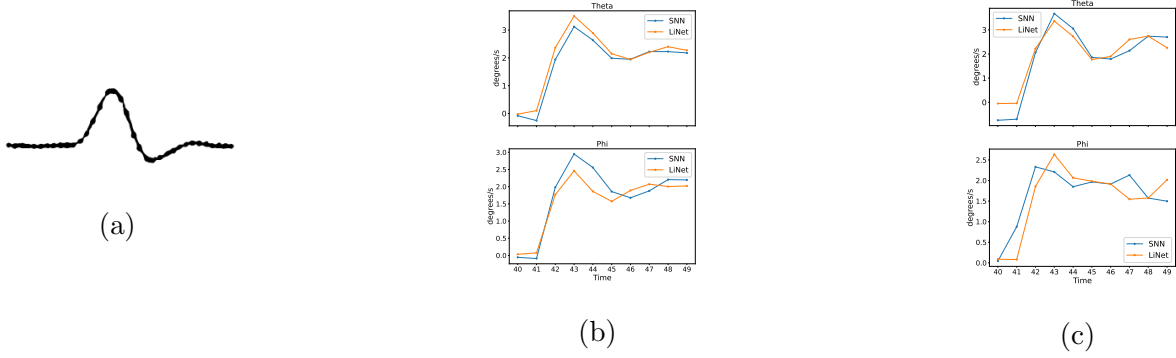 (a)
Theta
degrees/s
3
2
1
0
SNN
LiNet
Phi
degrees/s
3.0
2.5
2.0
1.5
1.0
0.5
0.0
SNN
LiNet
40 41 42 43 44 45 46 47 48 49
Time
(b)
Theta
degrees/s
3
2
1
0
SNN
LiNet
Phi
degrees/s
2.5
2.0
1.5
1.0
0.5
0.0
SNN
LiNet
40 41 42 43 44 45 46 47 48 49
Time
(c)